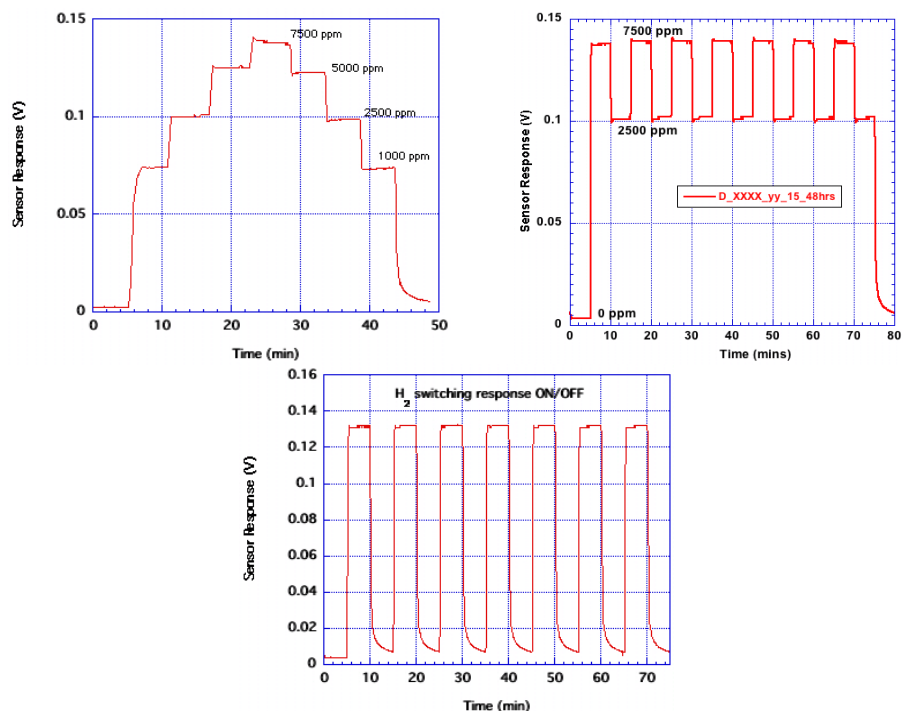 0.15
0.1
0.05
0
Sensor Response (V)
7500 ppm
5000 ppm
2500 ppm
1000 ppm
0
10
20
30
40
50
Time (min)
0.15
0.1
0.05
0
Sensor Response (V)
7500 ppm
2500 ppm
D_XXXX_yy_15_48hrs
0 ppm
0
10
20
30
40
50
60
70
80
Time (mins)
0.16
0.14
0.12
0.1
0.08
0.06
0.04
0.02
0
Sensor Response (V)
H2 switching response ON/OFF
0
10
20
30
40
50
60
70
Time (min)